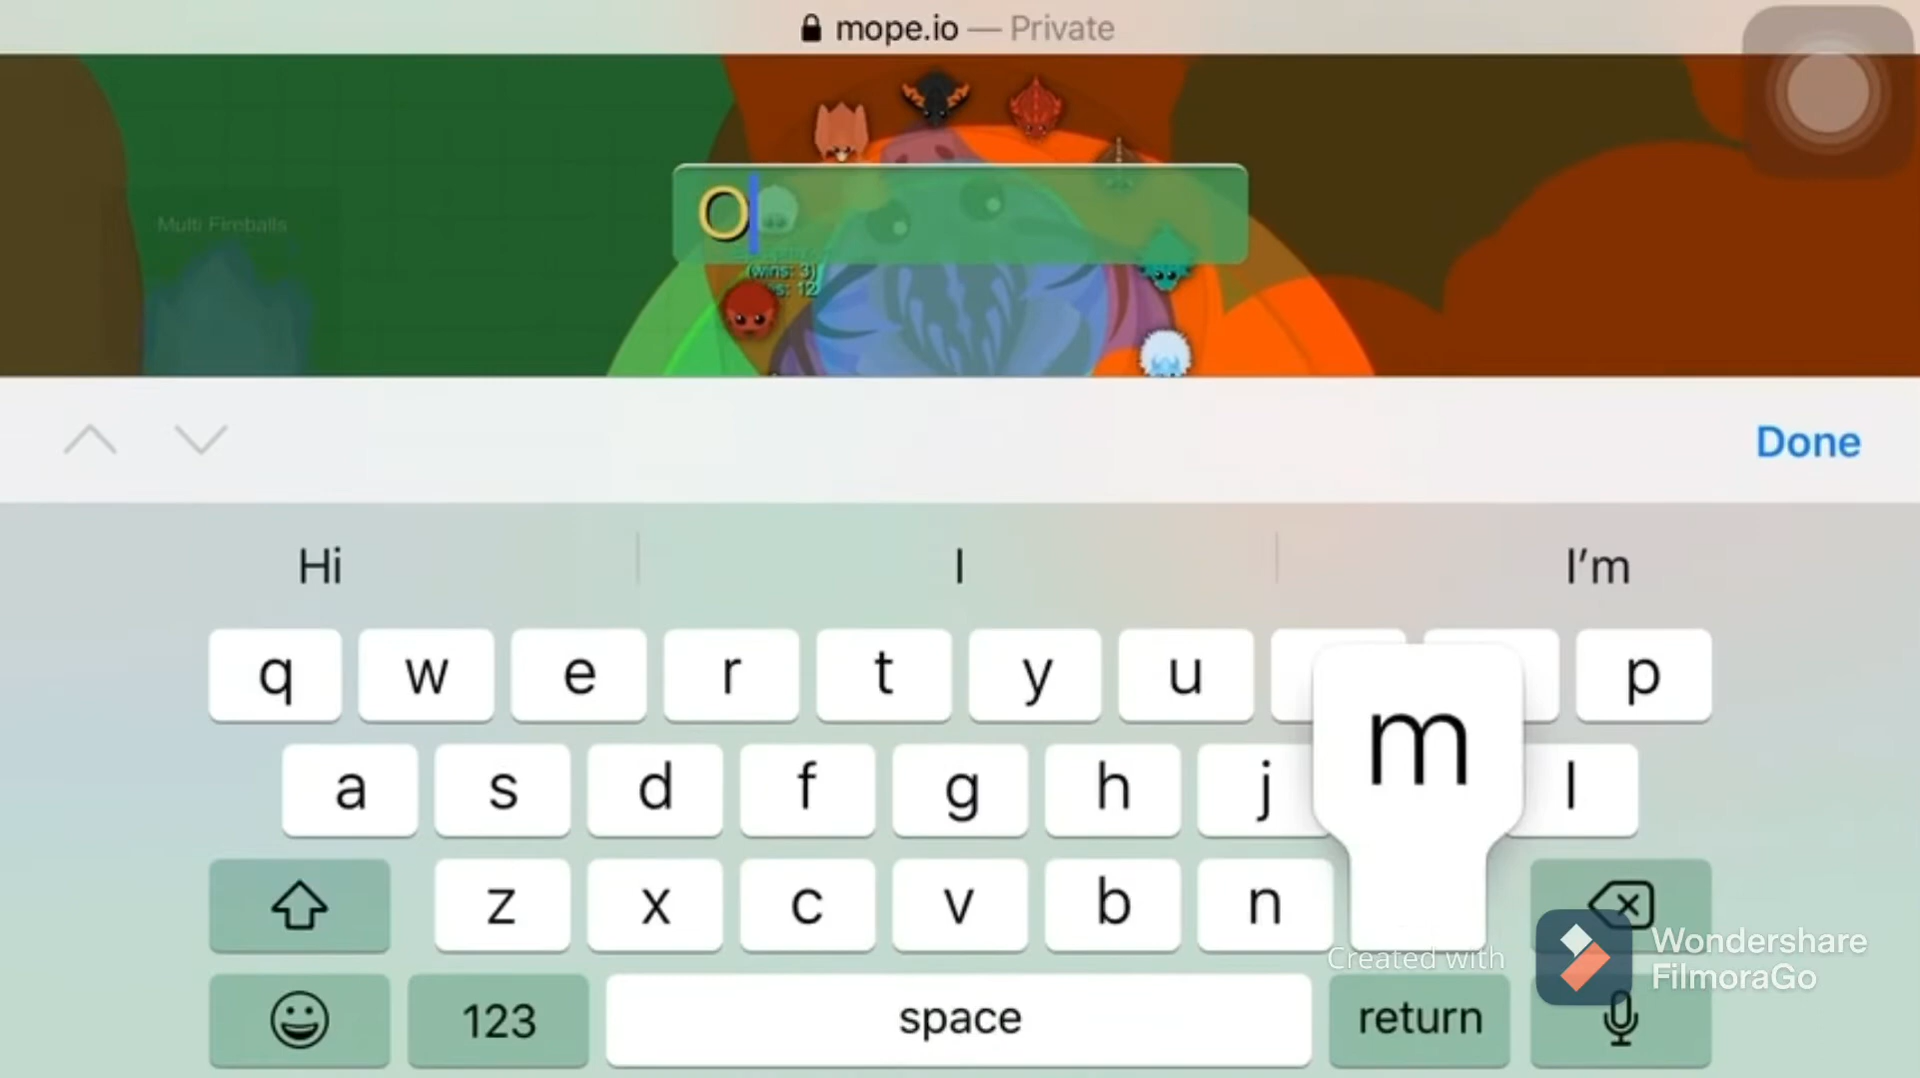 mope.io — Private
Multi Fireballs
O
(wins: 3)
Done
Hi I I'm
q w e r t y u p
a s d f g h j l
m
z x c v b n
Created with
Wondershare
FilmoraGo
123 space return